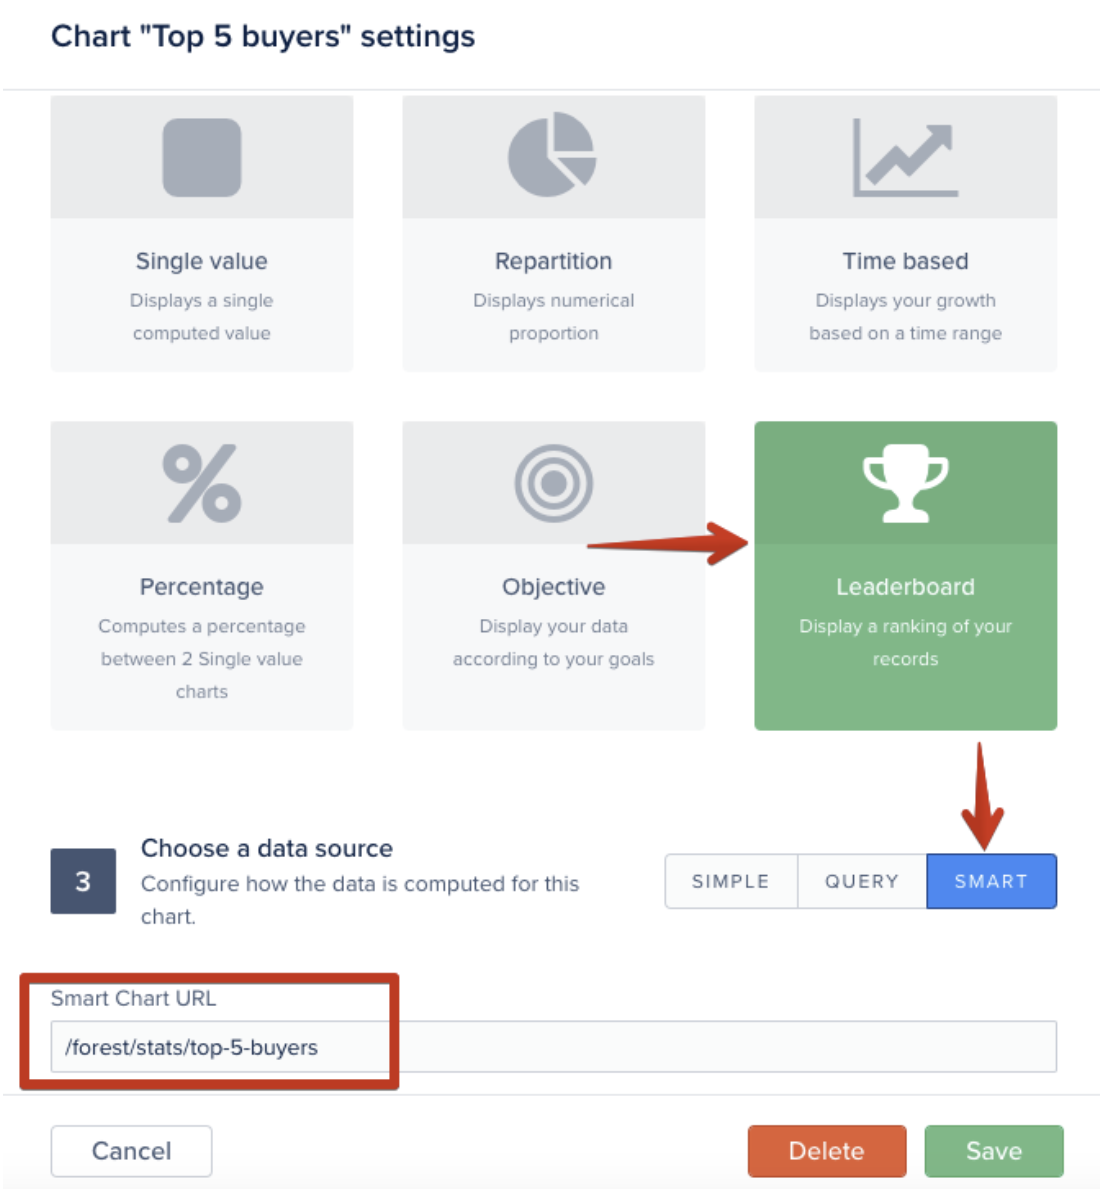 Chart "Top 5 buyers" settings
Single value
Displays a single
computed value
Repartition
Displays numerical
proportion
Time based
Displays your growth
based on a time range
%
Percentage
Computes a percentage
between 2 Single value
charts
Objective
Display your data
according to your goals
Leaderboard
Display a ranking of your
records
3
Choose a data source
Configure how the data is computed for this
chart.
SIMPLE
QUERY
SMART
Smart Chart URL
/forest/stats/top-5-buyers
Cancel
Delete
Save